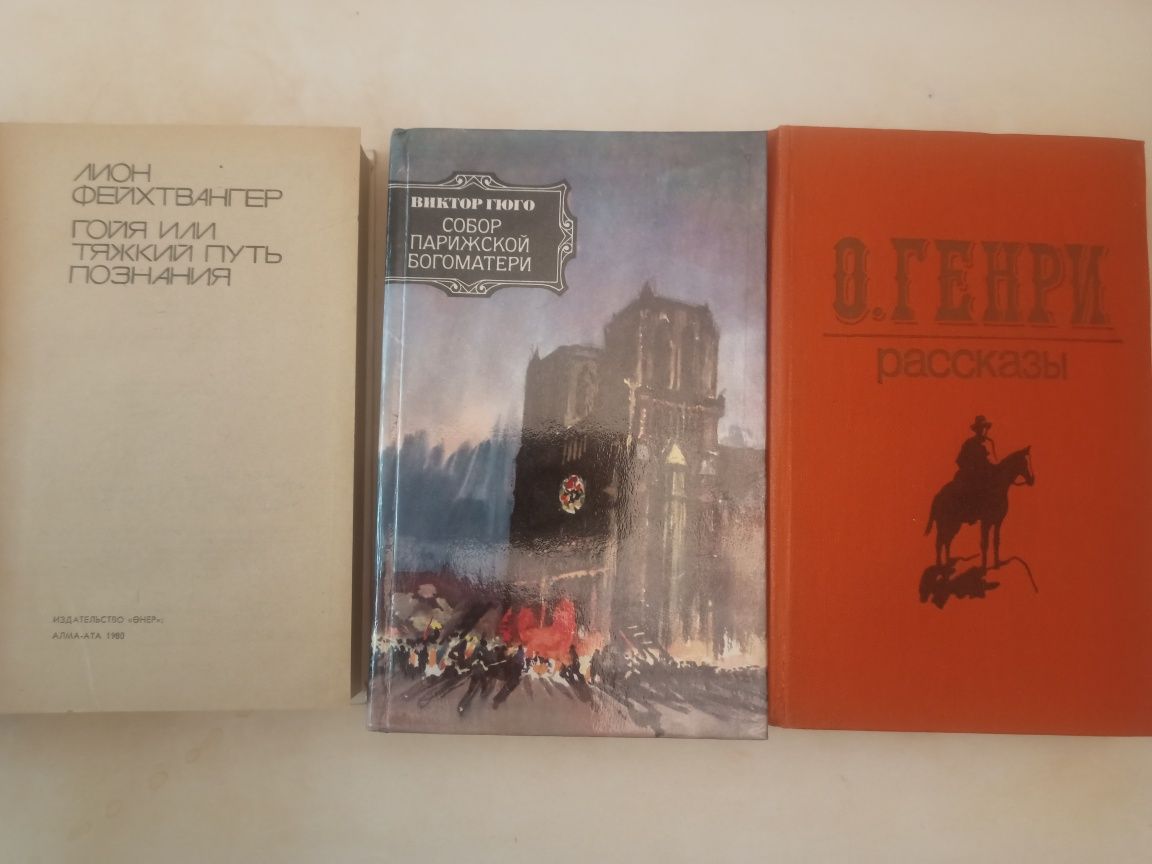 ЛИОН
ФЕЙХТВАНГЕР
ГОЙЯ ИЛИ
ТЯЖКИЙ ПУТЬ
ПОЗНАНИЯ
ИЗДАТЕЛЬСТВО «ӨНЕР»
АЛМА-АТА 1980
ВИКТОР ГЮГО
СОБОР
ПАРИЖСКОЙ
БОГОМАТЕРИ
О. ГЕНРИ
рассказы